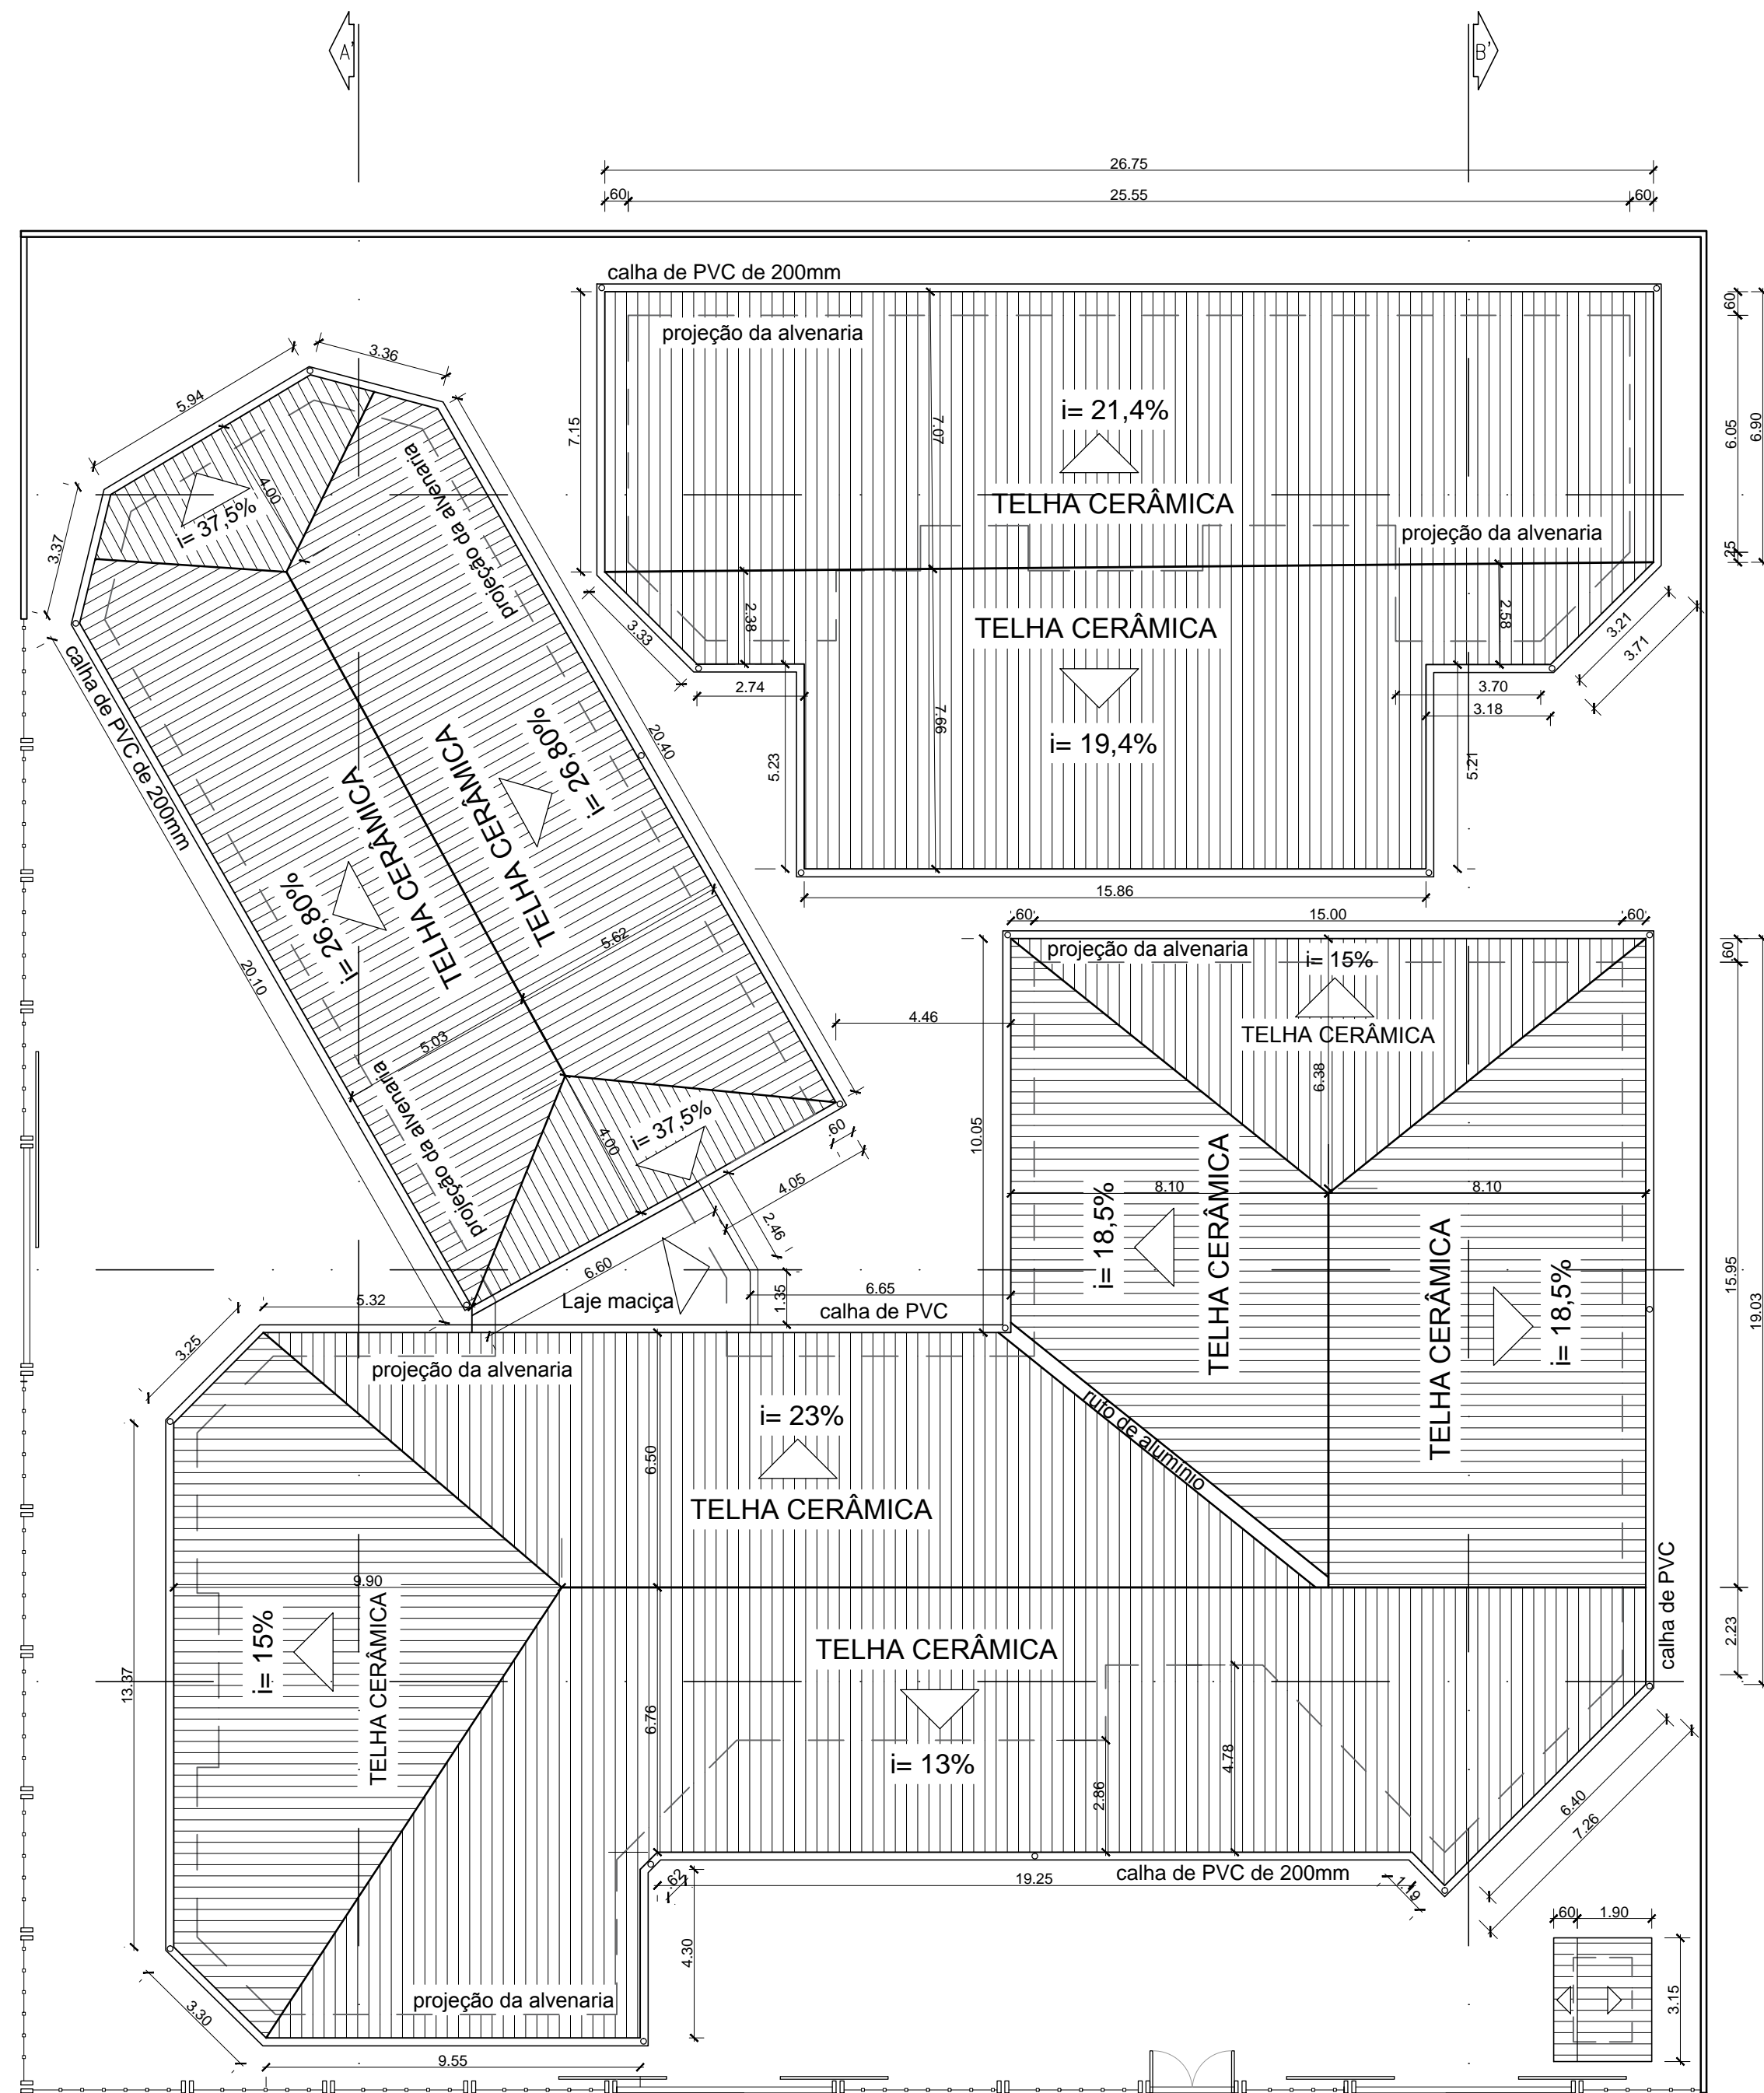 A'
B'
26.75
.60
25.55
.60
calha de PVC de 200mm
projeção da alvenaria
7.15
7.07
i= 21,4%
TELHA CERÂMICA
projeção da alvenaria
.60
6.05
6.90
.25
TELHA CERÂMICA
2.38
2.58
3.33
3.21
3.71
2.74
3.70
3.18
i= 19,4%
7.66
5.23
5.21
15.86
3.36
5.94
3.37
4.00
i= 37,5%
projeção da alvenaria
calha de PVC de 200mm
20.40
i= 26,80%
TELHA CERÂMICA
TELHA CERÂMICA
i= 26,80%
20.10
5.62
5.03
projeção da alvenaria
4.00
i= 37,5%
.60
4.05
2.46
6.60
Laje maciça
1.35
6.65
4.46
.60
15.00
.60
projeção da alvenaria
i= 15%
TELHA CERÂMICA
6.38
.60
10.05
8.10
8.10
i= 18,5%
TELHA CERÂMICA
TELHA CERÂMICA
i= 18,5%
15.95
19.03
calha de PVC
5.32
3.25
projeção da alvenaria
i= 23%
6.50
TELHA CERÂMICA
rufo de alumínio
9.90
i= 15%
TELHA CERÂMICA
13.37
TELHA CERÂMICA
i= 13%
6.76
2.86
4.78
calha de PVC
2.23
6.40
7.26
.62
19.25
calha de PVC de 200mm
1.19
4.30
projeção da alvenaria
3.30
9.55
.60
1.90
3.15